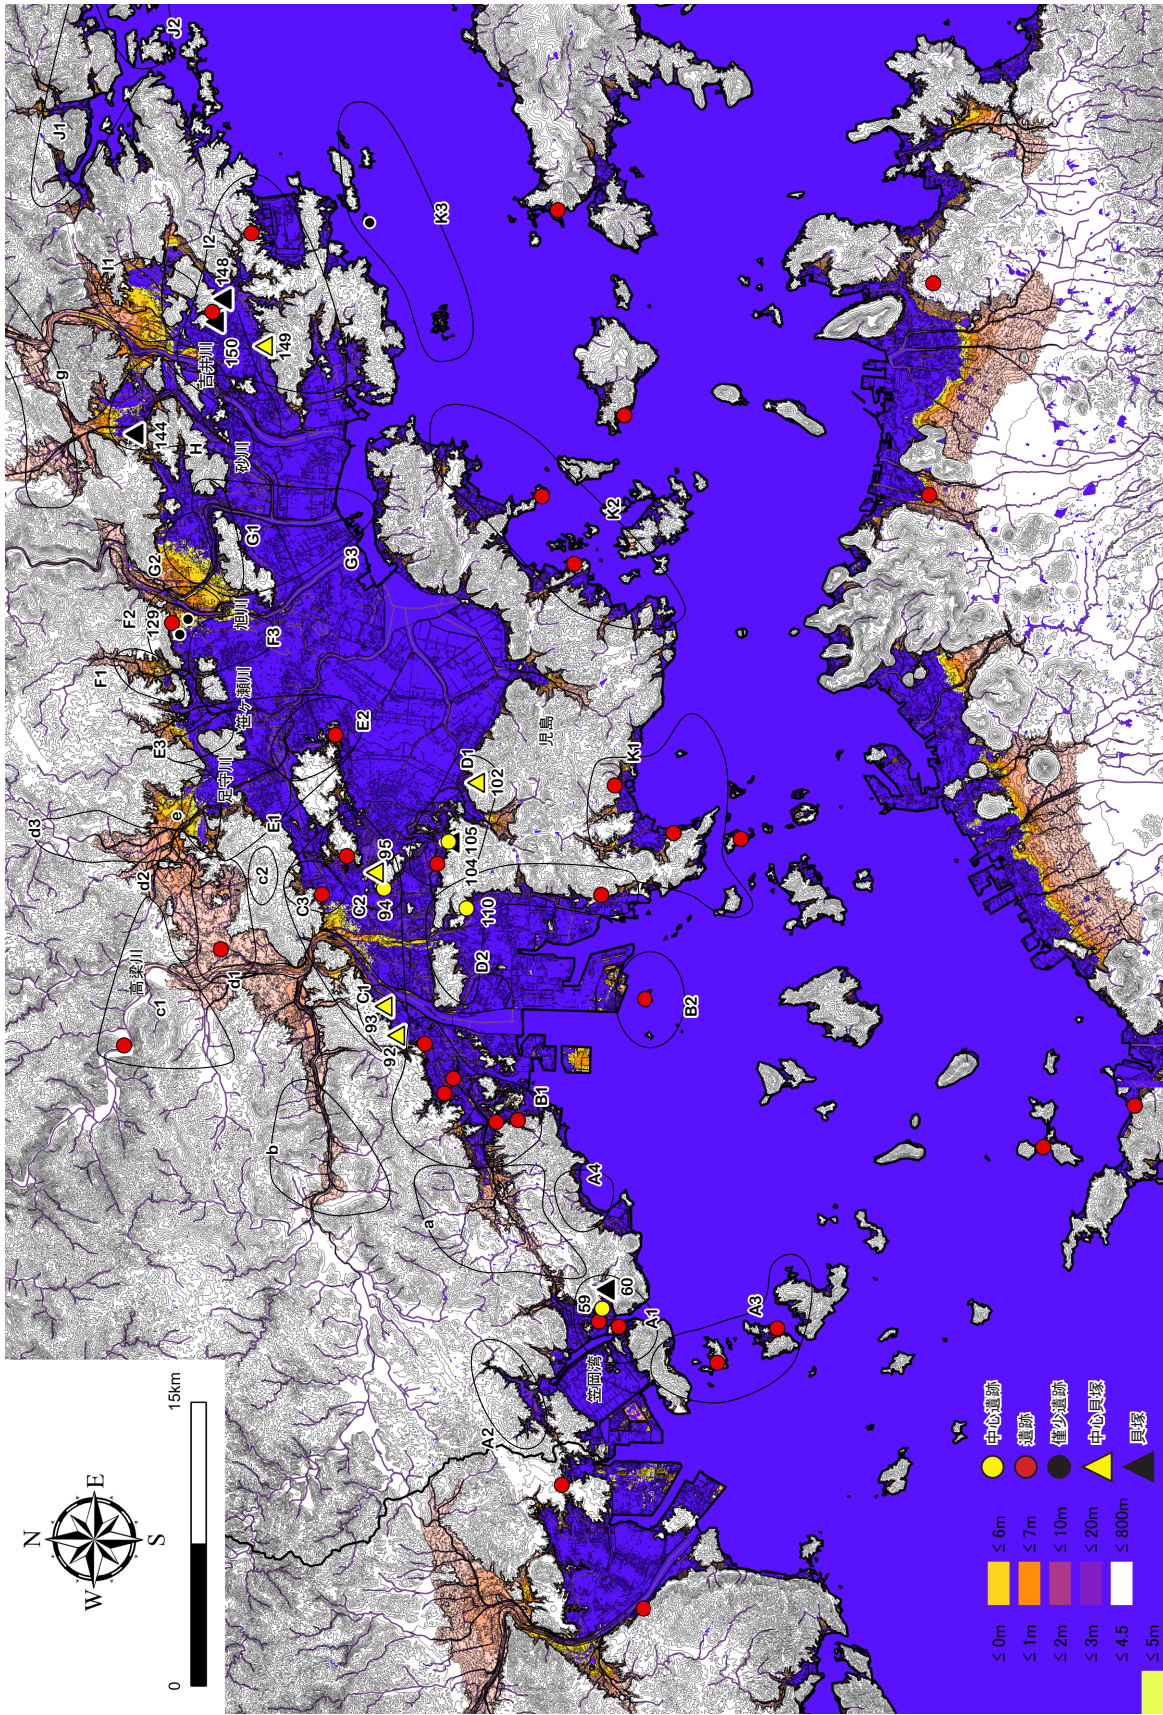 N
W
E
S
0
15km
J1
J2
I1
I2
148
150
149
吉井川
g
144
H
砂川
K3
G1
G2
G3
F2
129
旭川
F3
F1
笹ヶ瀬川
E3
足守川
E2
E1
e
d3
d2
c2
C3
C2
95
94
D1
102
児島
105
104
110
D2
K1
K2
高梁川
c1
d1
C1
93
92
B2
B1
b
a
A4
59
60
A1
笠岡湾
A2
A3
≤ 0m
≤ 1m
≤ 2m
≤ 3m
≤ 4.5
≤ 5m
≤ 6m
≤ 7m
≤ 10m
≤ 20m
≤ 800m
中心遺跡
遺跡
僅少遺跡
中心貝塚
貝塚